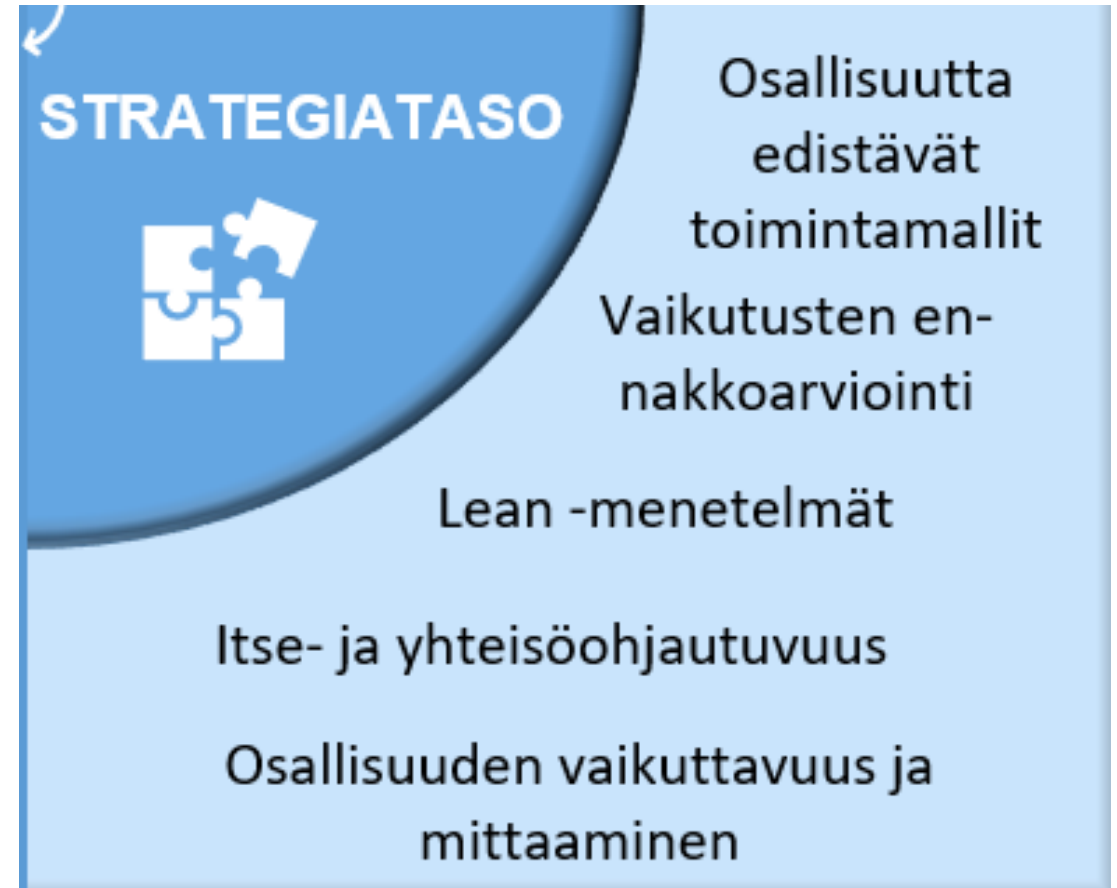 STRATEGIATASO
Osallisuutta
edistävät
toimintamallit
Vaikutusten en-
nakkoarviointi
Lean -menetelmät
Itse- ja yhteisöohjautuvuus
Osallisuuden vaikuttavuus ja
mittaaminen